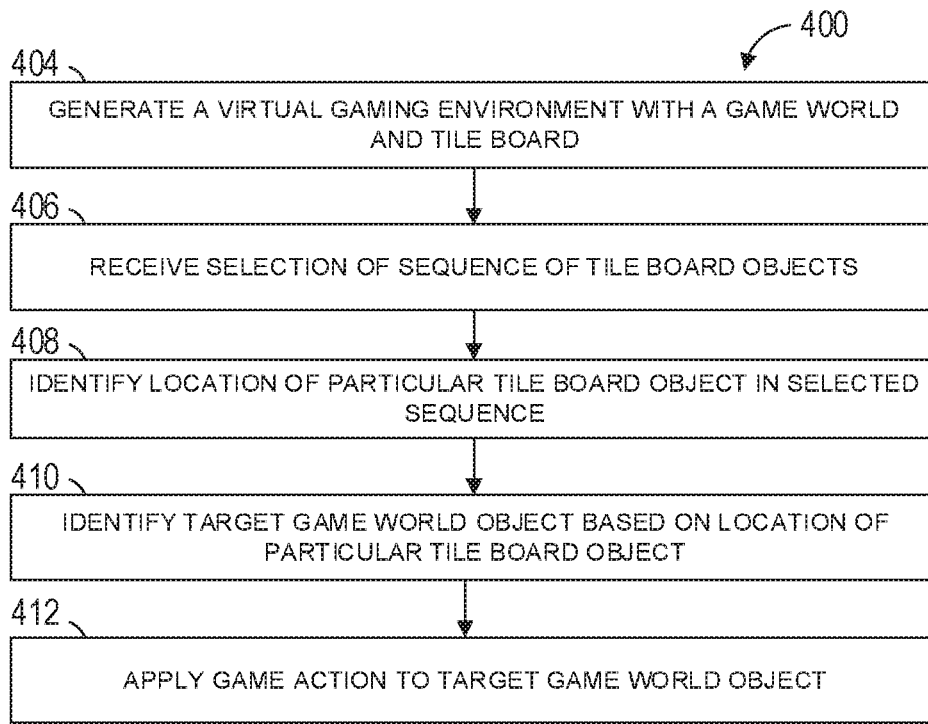 400
404
GENERATE A VIRTUAL GAMING ENVIRONMENT WITH A GAME WORLD
AND TILE BOARD
406
RECEIVE SELECTION OF SEQUENCE OF TILE BOARD OBJECTS
408
IDENTIFY LOCATION OF PARTICULAR TILE BOARD OBJECT IN SELECTED
SEQUENCE
410
IDENTIFY TARGET GAME WORLD OBJECT BASED ON LOCATION OF
PARTICULAR TILE BOARD OBJECT
412
APPLY GAME ACTION TO TARGET GAME WORLD OBJECT